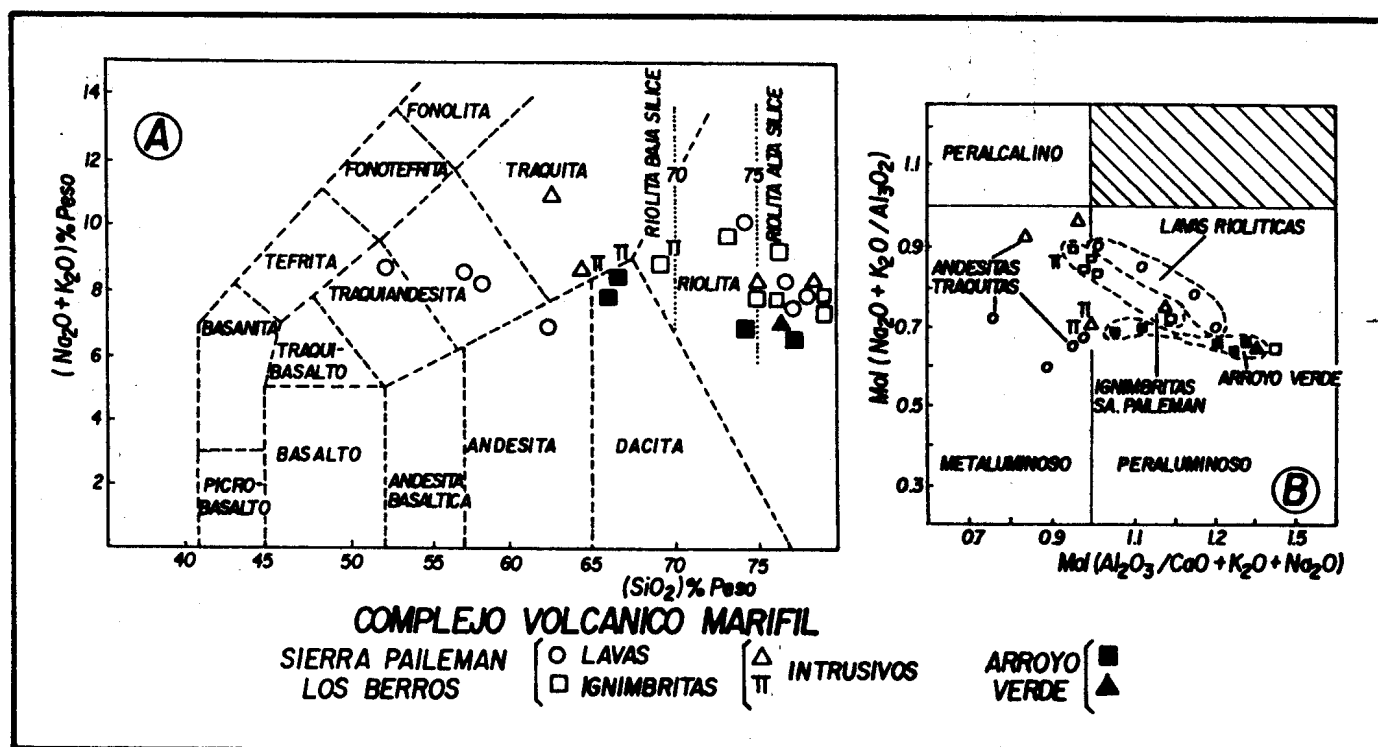 A
(Na₂O+K₂O)% Peso
14
12
10
8
6
4
2
40
45
50
55
60
65
70
75
(SiO₂)% Peso
FONOLITA
FONOTEFRITA
TRAQUITA
TEFRITA
TRAQUIANDESITA
BASANITA
TRAQUI-
BASALTO
BASALTO
PICRO-
BASALTO
ANDESITA
BASALTICA
ANDESITA
DACITA
RIOLITA BAJA SILICE
70
RIOLITA
75
RIOLITA ALTA SILICE
B
Mol (Na₂O + K₂O / Al₃O₂)
1.1
0.9
0.7
0.5
0.3
PERALCALINO
LAVAS RIOLITICAS
ANDESITAS
TRAQUITAS
IGNIMBRITAS
SA. PAILEMAN
ARROYO VERDE
METALUMINOSO
PERALUMINOSO
0.7
0.9
1.1
1.2
1.5
Mol (Al₂O₃/CaO + K₂O + Na₂O)
COMPLEJO VOLCANICO MARIFIL
SIERRA PAILEMAN
LOS BERROS
LAVAS
IGNIMBRITAS
INTRUSIVOS
ARROYO
VERDE